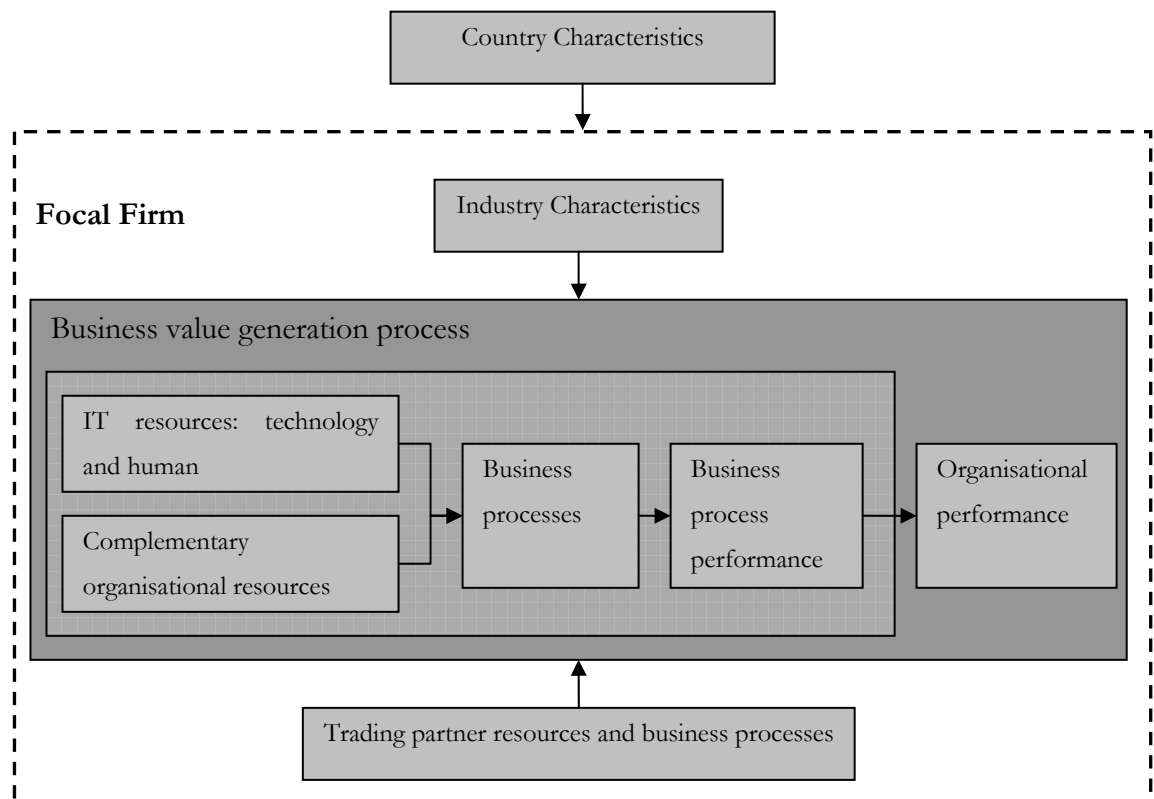 Country Characteristics
Focal Firm
Industry Characteristics
Business value generation process
IT resources: technology
and human
Complementary
organisational resources
Business
processes
Business
process
performance
Organisational
performance
Trading partner resources and business processes